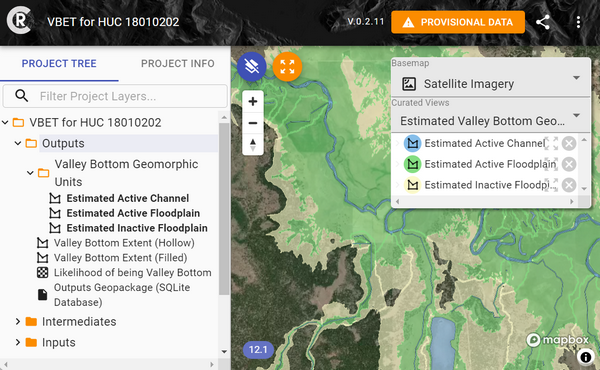 CR
VBET for HUC 18010202
V.0.2.11
PROVISIONAL DATA
PROJECT TREE
PROJECT INFO
Filter Project Layers...
VBET for HUC 18010202
Outputs
Valley Bottom Geomorphic
Units
Estimated Active Channel
Estimated Active Floodplain
Estimated Inactive Floodplain
Valley Bottom Extent (Hollow)
Valley Bottom Extent (Filled)
Likelihood of being Valley Bottom
Outputs Geopackage (SQLite
Database)
Intermediates
Inputs
Basemap
Satellite Imagery
Curated Views
Estimated Valley Bottom Geo...
Estimated Active Channel
Estimated Active Floodplain
Estimated Inactive Floodpl...
12.1
mapbox